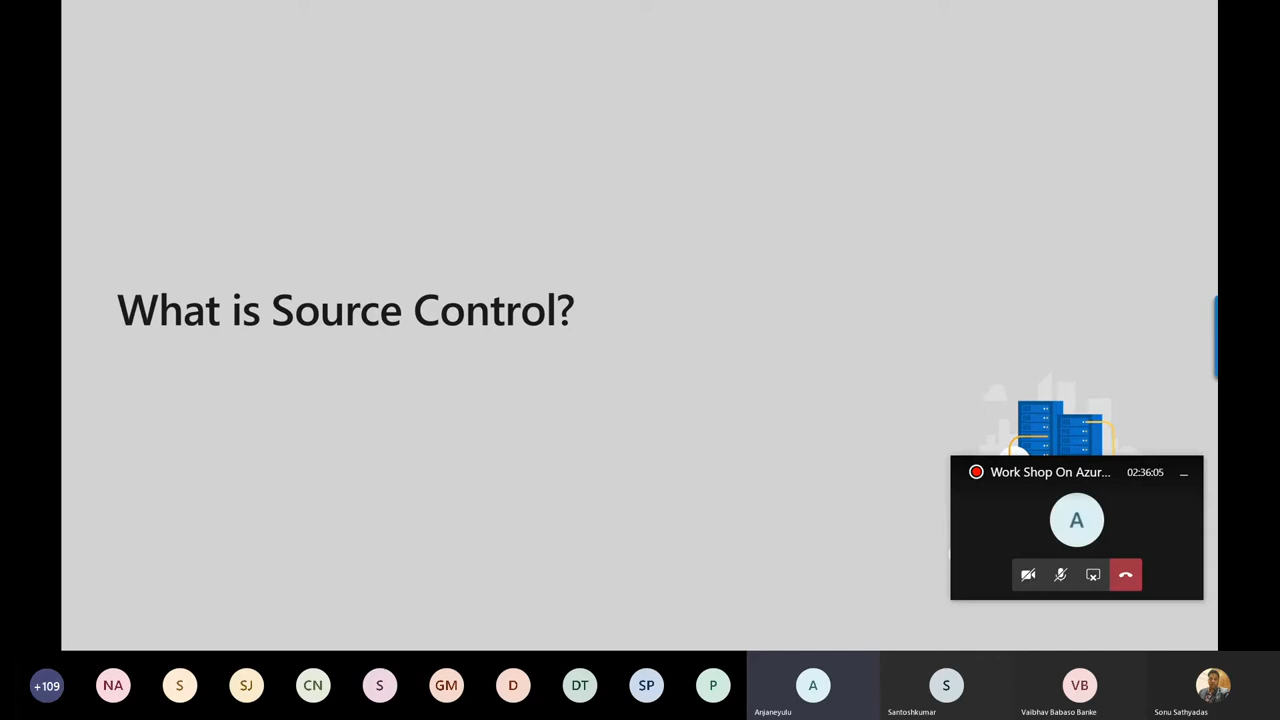 What is Source Control?
Work Shop On Azur... 02:36:05
A
+109 NA S SJ CN S GM D DT SP P A S VB
Anjaneyulu Santoshkumar Vaibhav Babaso Banke Sonu Sathyadas